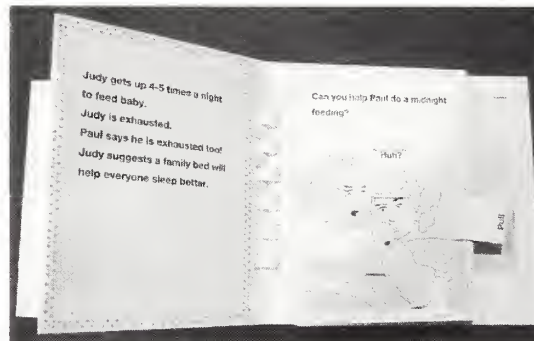 Judy gets up 4-5 times a night
to feed baby.
Judy is exhausted.
Paul says he is exhausted too!
Judy suggests a family bed will
help everyone sleep better.
Can you help Paul do a midnight
feeding?
Huh?
Pull